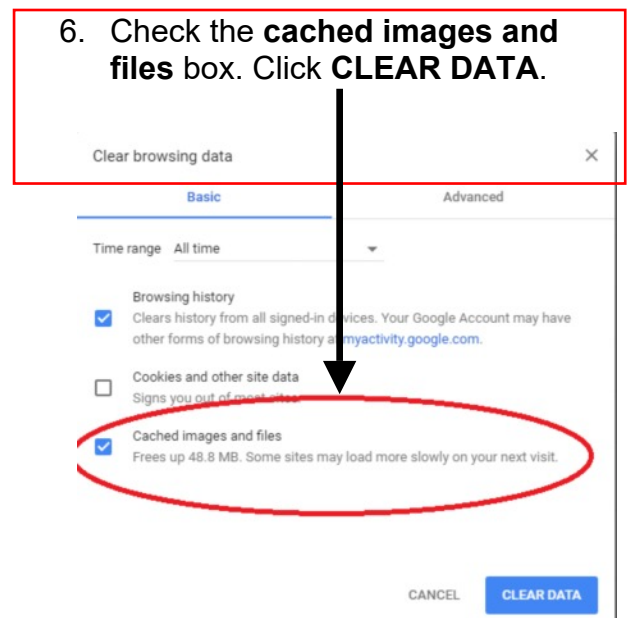 6. Check the cached images and
files box. Click CLEAR DATA.
Clear browsing data
Basic Advanced
Time range All time
Browsing history
Clears history from all signed-in devices. Your Google Account may have
other forms of browsing history at myactivity.google.com.
Cookies and other site data
Signs you out of most sites.
Cached images and files
Frees up 48.8 MB. Some sites may load more slowly on your next visit.
CANCEL CLEAR DATA